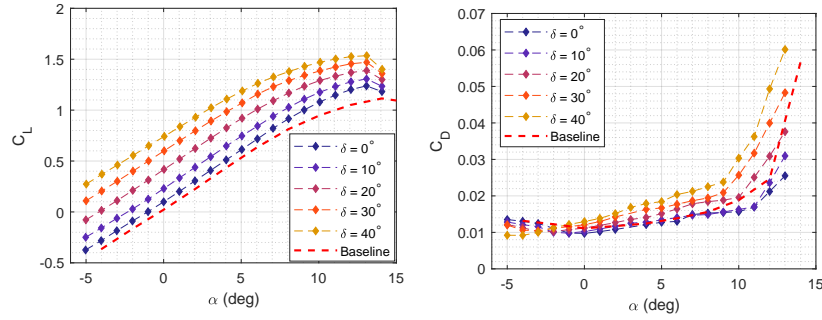 2
1.5
1
0.5
0
-0.5
C_L
-5
0
5
10
15
α (deg)
δ = 0°
δ = 10°
δ = 20°
δ = 30°
δ = 40°
Baseline
0.07
0.06
0.05
0.04
0.03
0.02
0.01
0
C_D
-5
0
5
10
15
α (deg)
δ = 0°
δ = 10°
δ = 20°
δ = 30°
δ = 40°
Baseline